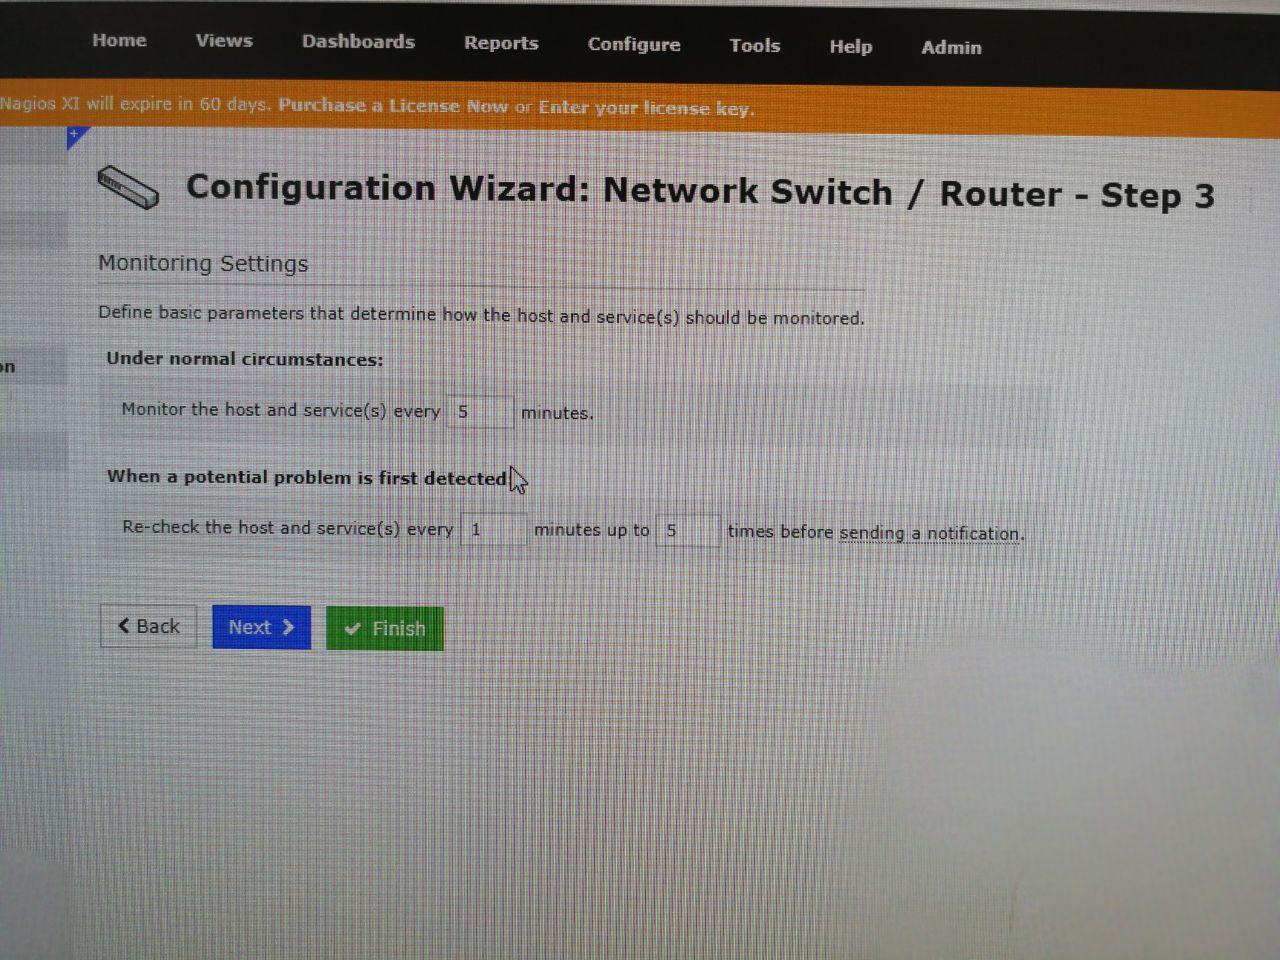 Home Views Dashboards Reports Configure Tools Help Admin
Nagios XI will expire in 60 days. Purchase a License Now or Enter your license key.
+
Configuration Wizard: Network Switch / Router - Step 3
Monitoring Settings
Define basic parameters that determine how the host and service(s) should be monitored.
on
Under normal circumstances:
Monitor the host and service(s) every 5 minutes.
When a potential problem is first detected
Re-check the host and service(s) every 1 minutes up to 5 times before sending a notification.
Back Next Finish